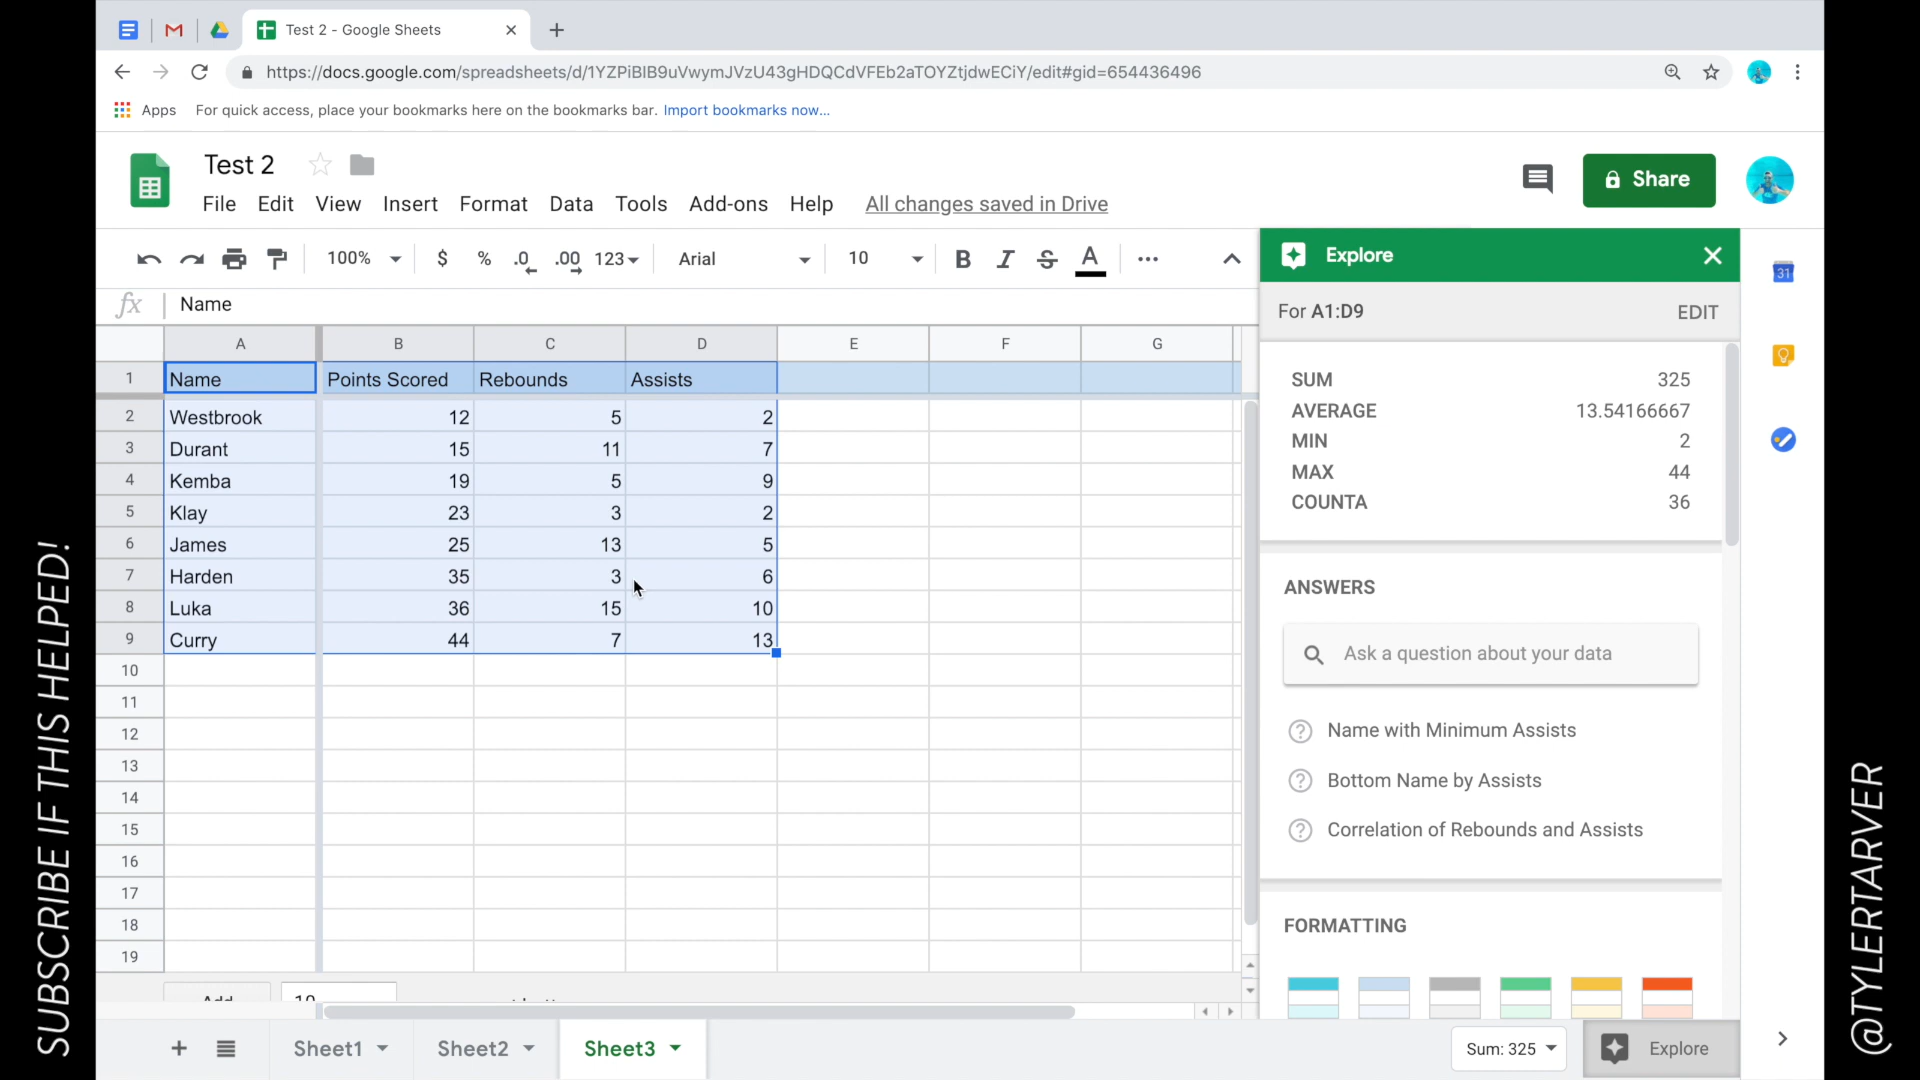 Test 2 - Google Sheets
https://docs.google.com/spreadsheets/d/1YZPiBIB9uVwymJVzU43gHDQCdVFEb2aTOYZtjdwECiY/edit#gid=654436496
Apps For quick access, place your bookmarks here on the bookmarks bar. Import bookmarks now...
Test 2
Share
File Edit View Insert Format Data Tools Add-ons Help All changes saved in Drive
100% $ % .0 .00 123 Arial 10 B I S A
fx Name
A B C D E F G
1 Name Points Scored Rebounds Assists
2 Westbrook 12 5 2
3 Durant 15 11 7
4 Kemba 19 5 9
5 Klay 23 3 2
6 James 25 13 5
7 Harden 35 3 6
8 Luka 36 15 10
9 Curry 44 7 13
10
11
12
13
14
15
16
17
18
19
Sheet1 Sheet2 Sheet3
Sum: 325
Explore
Explore
For A1:D9 EDIT
SUM 325
AVERAGE 13.54166667
MIN 2
MAX 44
COUNTA 36
ANSWERS
Ask a question about your data
Name with Minimum Assists
Bottom Name by Assists
Correlation of Rebounds and Assists
FORMATTING
31
SUBSCRIBE IF THIS HELPED!
@TYLERTARVER